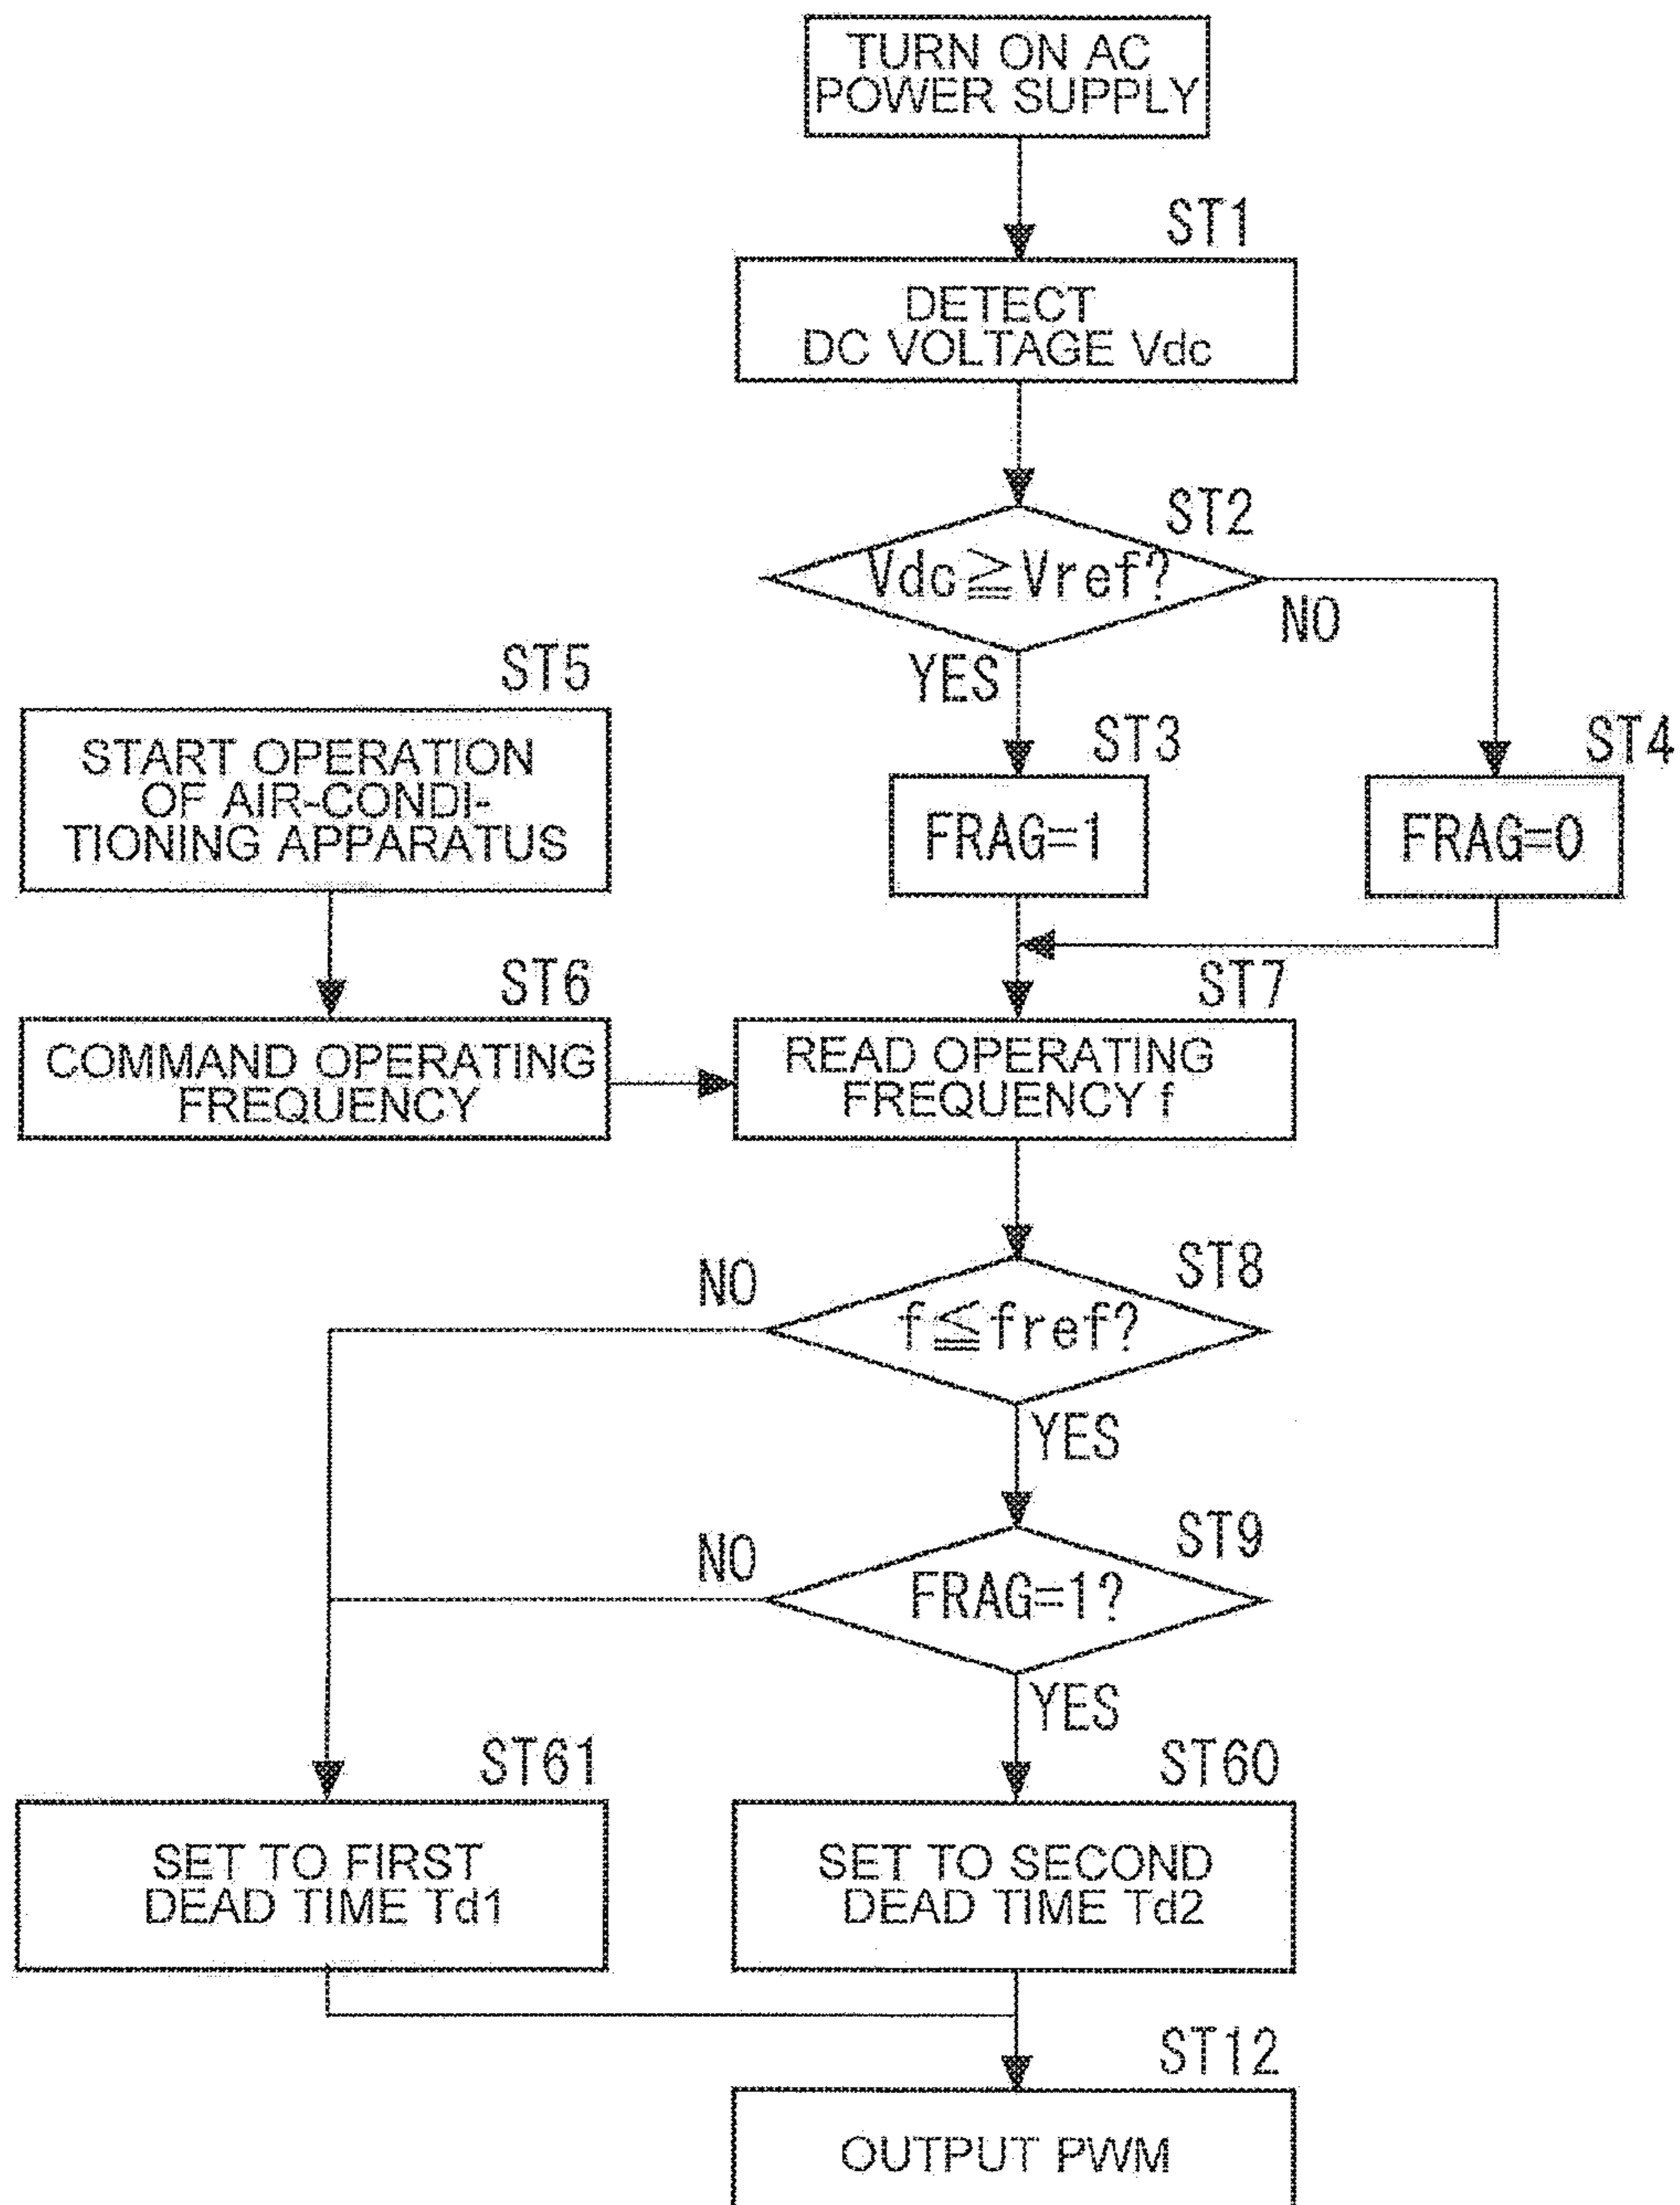 TURN ON AC
POWER SUPPLY
ST1
DETECT
DC VOLTAGE Vdc
ST2
Vdc≧Vref?
NO
YES
ST5
START OPERATION
OF AIR-CONDI-
TIONING APPARATUS
ST3
FRAG=1
ST4
FRAG=0
ST6
COMMAND OPERATING
FREQUENCY
ST7
READ OPERATING
FREQUENCY f
ST8
f≦fref?
NO
YES
ST9
FRAG=1?
NO
YES
ST61
SET TO FIRST
DEAD TIME Td1
ST60
SET TO SECOND
DEAD TIME Td2
ST12
OUTPUT PWM